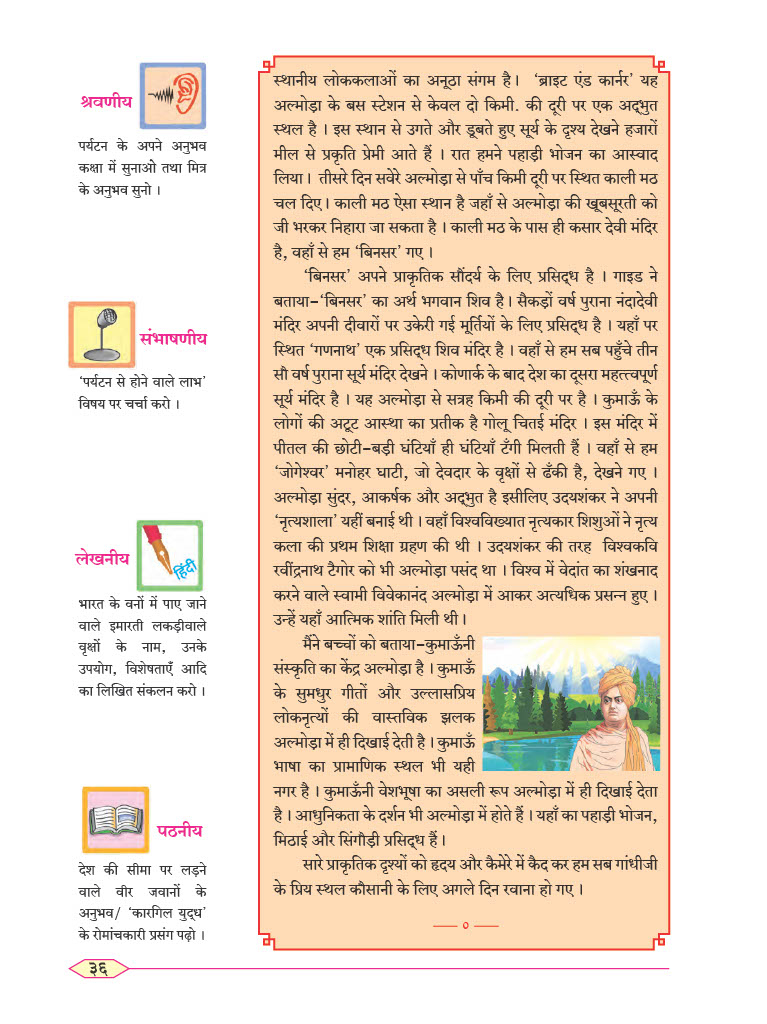 श्रवणीय
पर्यटन के अपने अनुभव
कक्षा में सुनाओ तथा मित्र
के अनुभव सुनो ।
संभाषणीय
‘पर्यटन से होने वाले लाभ’
विषय पर चर्चा करो ।
लेखनीय
हिंदी
भारत के वनों में पाए जाने
वाले इमारती लकड़ीवाले
वृक्षों के नाम, उनके
उपयोग, विशेषताएँ आदि
का लिखित संकलन करो ।
पठनीय
देश की सीमा पर लड़ने
वाले वीर जवानों के
अनुभव/ ‘कारगिल युद्ध’
के रोमांचकारी प्रसंग पढ़ो ।
स्थानीय लोककलाओं का अनूठा संगम है । ‘ब्राइट एंड कार्नर’ यह
अल्मोड़ा के बस स्टेशन से केवल दो किमी. की दूरी पर एक अद्भुत
स्थल है । इस स्थान से उगते और डूबते हुए सूर्य के दृश्य देखने हजारों
मील से प्रकृति प्रेमी आते हैं । रात हमने पहाड़ी भोजन का आस्वाद
लिया । तीसरे दिन सवेरे अल्मोड़ा से पाँच किमी दूरी पर स्थित काली मठ
चल दिए । काली मठ ऐसा स्थान है जहाँ से अल्मोड़ा की खूबसूरती को
जी भरकर निहारा जा सकता है । काली मठ के पास ही कसार देवी मंदिर
है, वहाँ से हम ‘बिनसर’ गए ।
‘बिनसर’ अपने प्राकृतिक सौंदर्य के लिए प्रसिद्ध है । गाइड ने
बताया-‘बिनसर’ का अर्थ भगवान शिव है । सैकड़ों वर्ष पुराना नंदादेवी
मंदिर अपनी दीवारों पर उकेरी गई मूर्तियों के लिए प्रसिद्ध है । यहाँ पर
स्थित ‘गणनाथ’ एक प्रसिद्ध शिव मंदिर है । वहाँ से हम सब पहुँचे तीन
सौ वर्ष पुराना सूर्य मंदिर देखने । कोणार्क के बाद देश का दूसरा महत्त्वपूर्ण
सूर्य मंदिर है । यह अल्मोड़ा से सत्रह किमी की दूरी पर है । कुमाऊँ के
लोगों की अटूट आस्था का प्रतीक है गोलू चितई मंदिर । इस मंदिर में
पीतल की छोटी-बड़ी घंटियाँ ही घंटियाँ टँगी मिलती हैं । वहाँ से हम
‘जोगेश्वर’ मनोहर घाटी, जो देवदार के वृक्षों से ढँकी है, देखने गए ।
अल्मोड़ा सुंदर, आकर्षक और अद्भुत है इसीलिए उदयशंकर ने अपनी
‘नृत्यशाला’ यहीं बनाई थी । वहाँ विश्वविख्यात नृत्यकार शिशुओं ने नृत्य
कला की प्रथम शिक्षा ग्रहण की थी । उदयशंकर की तरह विश्वकवि
रवींद्रनाथ टैगोर को भी अल्मोड़ा पसंद था । विश्व में वेदांत का शंखनाद
करने वाले स्वामी विवेकानंद अल्मोड़ा में आकर अत्यधिक प्रसन्न हुए ।
उन्हें यहाँ आत्मिक शांति मिली थी ।
मैंने बच्चों को बताया-कुमाऊँनी
संस्कृति का केंद्र अल्मोड़ा है । कुमाऊँ
के सुमधुर गीतों और उल्लासप्रिय
लोकनृत्यों की वास्तविक झलक
अल्मोड़ा में ही दिखाई देती है । कुमाऊँ
भाषा का प्रामाणिक स्थल भी यही
नगर है । कुमाऊँनी वेशभूषा का असली रूप अल्मोड़ा में ही दिखाई देता
है । आधुनिकता के दर्शन भी अल्मोड़ा में होते हैं । यहाँ का पहाड़ी भोजन,
मिठाई और सिंगौड़ी प्रसिद्ध हैं ।
सारे प्राकृतिक दृश्यों को हृदय और कैमेरे में कैद कर हम सब गांधीजी
के प्रिय स्थल कौसानी के लिए अगले दिन रवाना हो गए ।
— ० —
३६